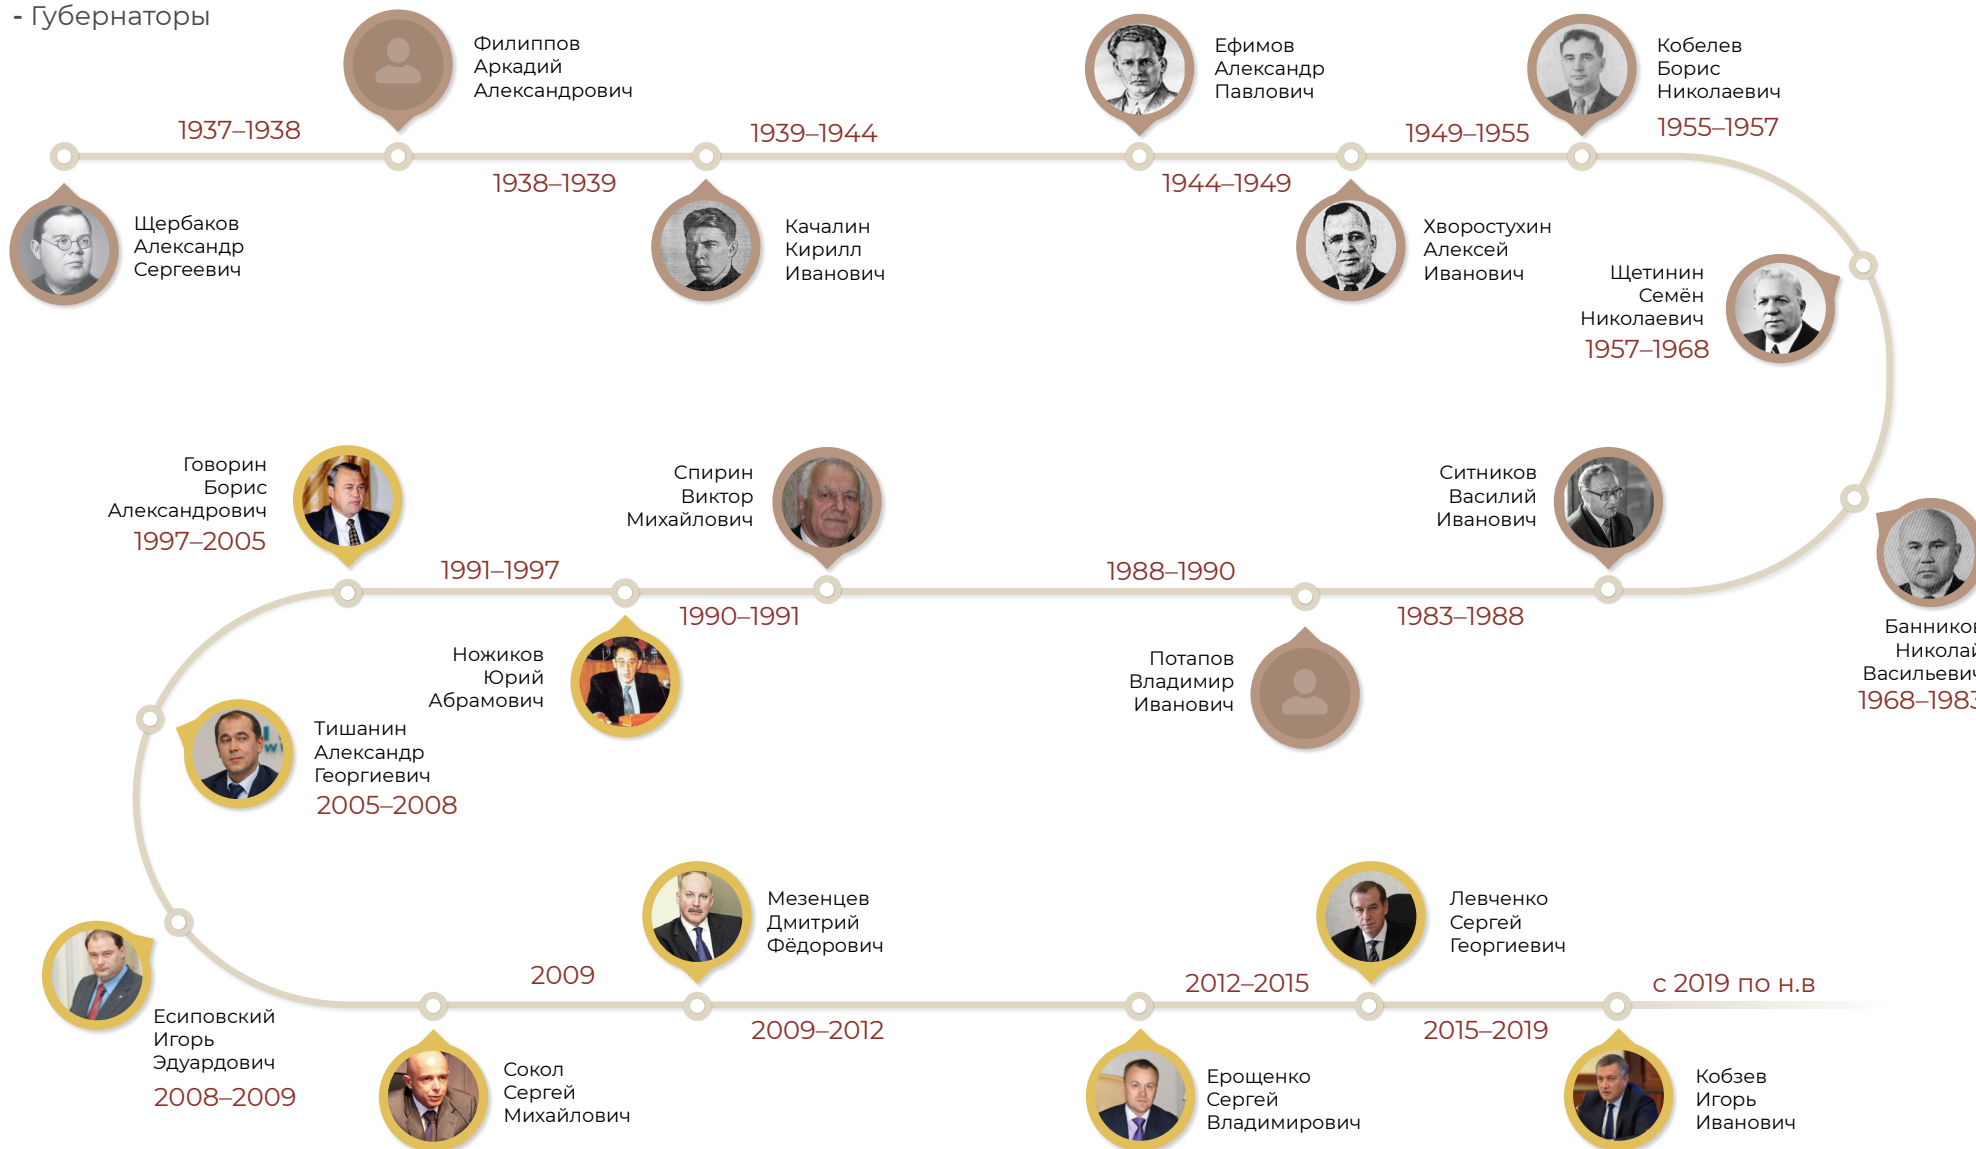 - Губернаторы
Филиппов
Аркадий
Александрович
Ефимов
Александр
Павлович
Кобелев
Борис
Николаевич
1937–1938
1939–1944
1949–1955
1955–1957
1938–1939
1944–1949
Щербаков
Александр
Сергеевич
Качалин
Кирилл
Иванович
Хворостухин
Алексей
Иванович
Щетинин
Семён
Николаевич
1957–1968
Говорин
Борис
Александрович
1997–2005
Спирин
Виктор
Михайлович
Ситников
Василий
Иванович
1991–1997
1988–1990
1990–1991
1983–1988
Ножиков
Юрий
Абрамович
Потапов
Владимир
Иванович
Банников
Николай
Васильевич
1968–1983
Тишанин
Александр
Георгиевич
2005–2008
Мезенцев
Дмитрий
Фёдорович
Левченко
Сергей
Георгиевич
2009
2012–2015
с 2019 по н.в
2009–2012
2015–2019
Есиповский
Игорь
Эдуардович
2008–2009
Сокол
Сергей
Михайлович
Ерощенко
Сергей
Владимирович
Кобзев
Игорь
Иванович